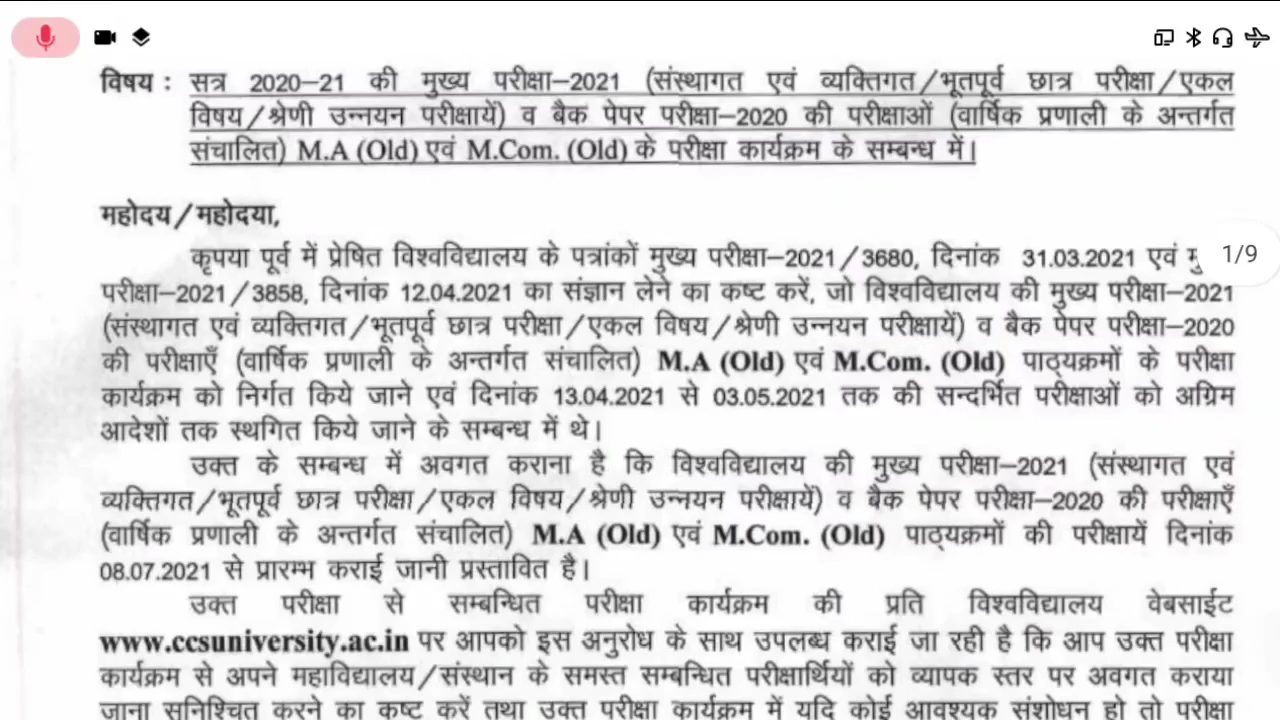 विषय : सत्र 2020–21 की मुख्य परीक्षा–2021 (संस्थागत एवं व्यक्तिगत/भूतपूर्व छात्र परीक्षा/एकल
विषय/श्रेणी उन्नयन परीक्षायें) व बैक पेपर परीक्षा–2020 की परीक्षाओं (वार्षिक प्रणाली के अन्तर्गत
संचालित) M.A (Old) एवं M.Com. (Old) के परीक्षा कार्यक्रम के सम्बन्ध में।
महोदय/महोदया,
कृपया पूर्व में प्रेषित विश्वविद्यालय के पत्रांकों मुख्य परीक्षा–2021/3680, दिनांक 31.03.2021 एवं
1/9
परीक्षा–2021/3858, दिनांक 12.04.2021 का संज्ञान लेने का कष्ट करें, जो विश्वविद्यालय की मुख्य परीक्षा–2021
(संस्थागत एवं व्यक्तिगत/भूतपूर्व छात्र परीक्षा/एकल विषय/श्रेणी उन्नयन परीक्षायें) व बैक पेपर परीक्षा–2020
की परीक्षाएँ (वार्षिक प्रणाली के अन्तर्गत संचालित) M.A (Old) एवं M.Com. (Old) पाठ्यक्रमों के परीक्षा
कार्यक्रम को निर्गत किये जाने एवं दिनांक 13.04.2021 से 03.05.2021 तक की सन्दर्भित परीक्षाओं को अग्रिम
आदेशों तक स्थगित किये जाने के सम्बन्ध में थे।
उक्त के सम्बन्ध में अवगत कराना है कि विश्वविद्यालय की मुख्य परीक्षा–2021 (संस्थागत एवं
व्यक्तिगत/भूतपूर्व छात्र परीक्षा/एकल विषय/श्रेणी उन्नयन परीक्षायें) व बैक पेपर परीक्षा–2020 की परीक्षाएँ
(वार्षिक प्रणाली के अन्तर्गत संचालित) M.A (Old) एवं M.Com. (Old) पाठ्यक्रमों की परीक्षायें दिनांक
08.07.2021 से प्रारम्भ कराई जानी प्रस्तावित है।
उक्त परीक्षा से सम्बन्धित परीक्षा कार्यक्रम की प्रति विश्वविद्यालय वेबसाईट
www.ccsuniversity.ac.in पर आपको इस अनुरोध के साथ उपलब्ध कराई जा रही है कि आप उक्त परीक्षा
कार्यक्रम से अपने महाविद्यालय/संस्थान के समस्त सम्बन्धित परीक्षार्थियों को व्यापक स्तर पर अवगत कराया
जाना सुनिश्चित करने का कष्ट करें तथा उक्त परीक्षा कार्यक्रम में यदि कोई आवश्यक संशोधन हो तो परीक्षा